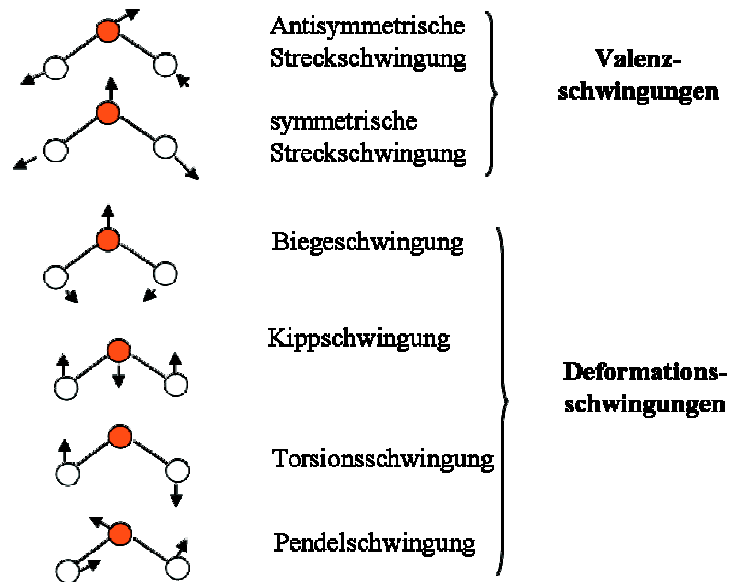 Antisymmetrische
Streckschwingung
Valenz-
schwingungen
symmetrische
Streckschwingung
Biegeschwingung
Kippschwingung
Deformations-
schwingungen
Torsionsschwingung
Pendelschwingung